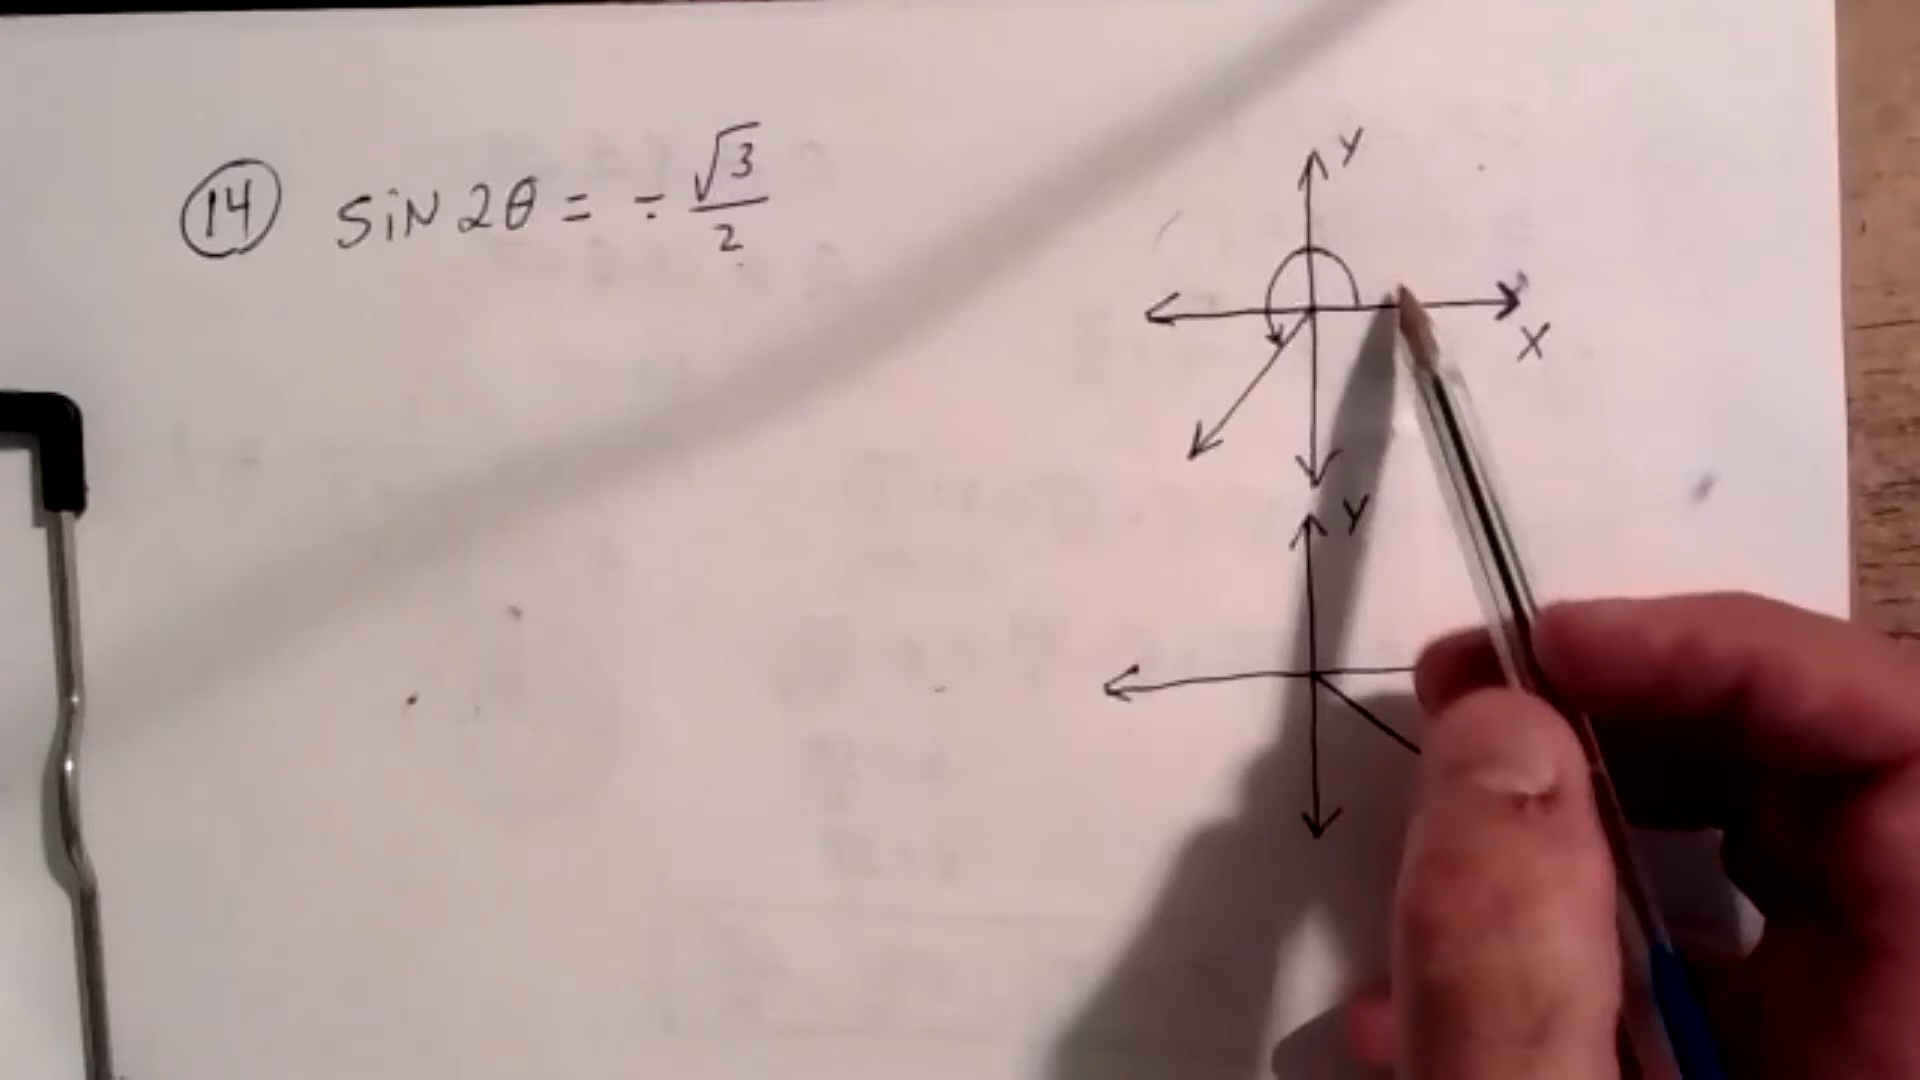 14 SiN 2θ = ÷ √3/2
Y
X
Y